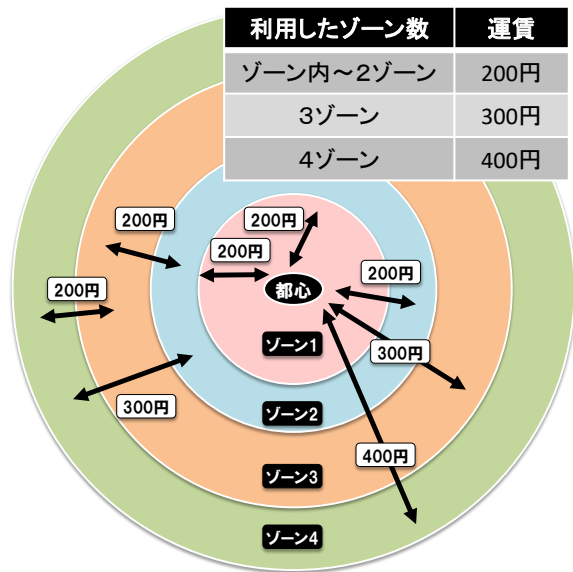 利用したゾーン数 運賃
ゾーン内～2ゾーン 200円
3ゾーン 300円
4ゾーン 400円
200円
200円
200円
200円
200円
都心
ゾーン1
300円
300円
ゾーン2
400円
ゾーン3
ゾーン4